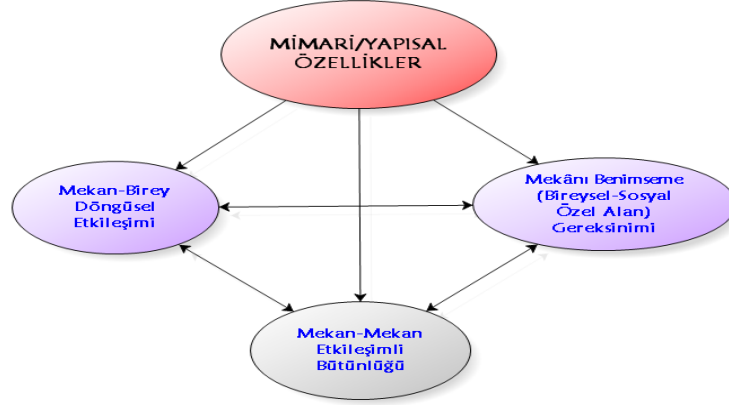 MİMARİ/YAPISAL
ÖZELLİKLER
Mekan-Birey
Döngüsel
Etkileşimi
Mekânı Benimseme
(Bireysel-Sosyal
Özel Alan)
Gereksinimi
Mekan-Mekan
Etkileşimli
Bütünlüğü